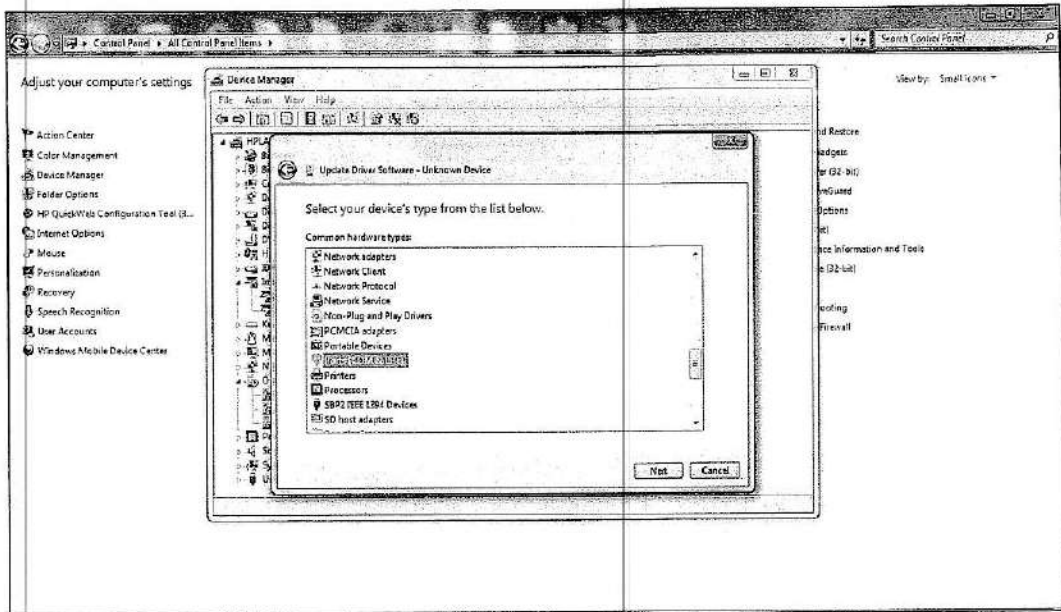 Control Panel ▸ All Control Panel Items ▸
Search Control Panel
Adjust your computer's settings
View by: Small icons
Action Center
Color Management
Device Manager
Folder Options
HP QuickWeb Configuration Tool (3...
Internet Options
Mouse
Personalization
Recovery
Speech Recognition
User Accounts
Windows Mobile Device Center
Device Manager
File Action View Help
HPLA
Update Driver Software - Unknown Device
Select your device's type from the list below.
Common hardware types:
Network adapters
Network Client
Network Protocol
Network Service
Non-Plug and Play Drivers
PCMCIA adapters
Portable Devices
Printers
Processors
SBP2 IEEE 1394 Devices
SD host adapters
Next Cancel
nd Restore
adgets
er (32-bit)
veGuard
Options
it)
nce Information and Tools
e (32-bit)
ooting
Firewall